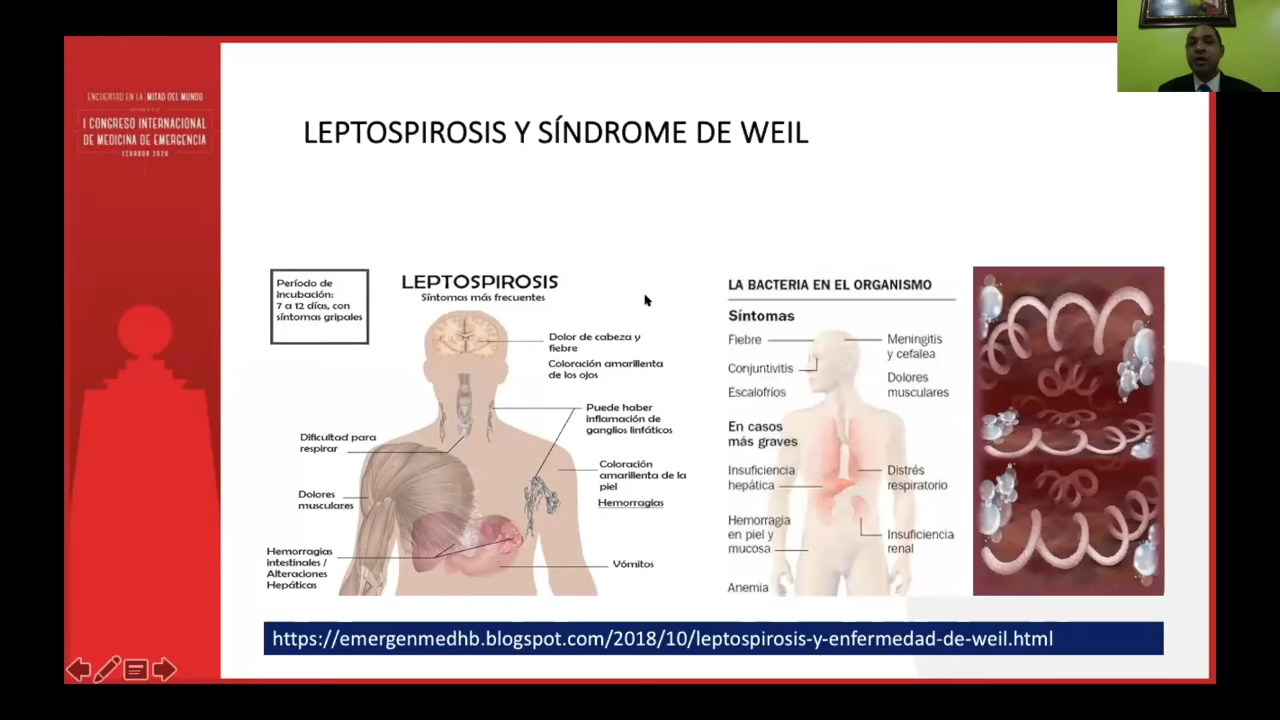 ENCUENTRO EN LA MITAD DEL MUNDO
I CONGRESO INTERNACIONAL
DE MEDICINA DE EMERGENCIA
ECUADOR 2020
LEPTOSPIROSIS Y SÍNDROME DE WEIL
Período de
incubación:
7 a 12 días, con
síntomas gripales
LEPTOSPIROSIS
Síntomas más frecuentes
Dolor de cabeza y
fiebre
Coloración amarillenta
de los ojos
Puede haber
inflamación de
ganglios linfáticos
Dificultad para
respirar
Coloración
amarillenta de la
piel
Hemorragias
Dolores
musculares
Hemorragias
intestinales /
Alteraciones
Hepáticas
Vómitos
LA BACTERIA EN EL ORGANISMO
Síntomas
Fiebre
Conjuntivitis
Escalofríos
Meningitis
y cefalea
Dolores
musculares
En casos
más graves
Insuficiencia
hepática
Distrés
respiratorio
Hemorragia
en piel y
mucosa
Insuficiencia
renal
Anemia
https://emergenmedhb.blogspot.com/2018/10/leptospirosis-y-enfermedad-de-weil.html